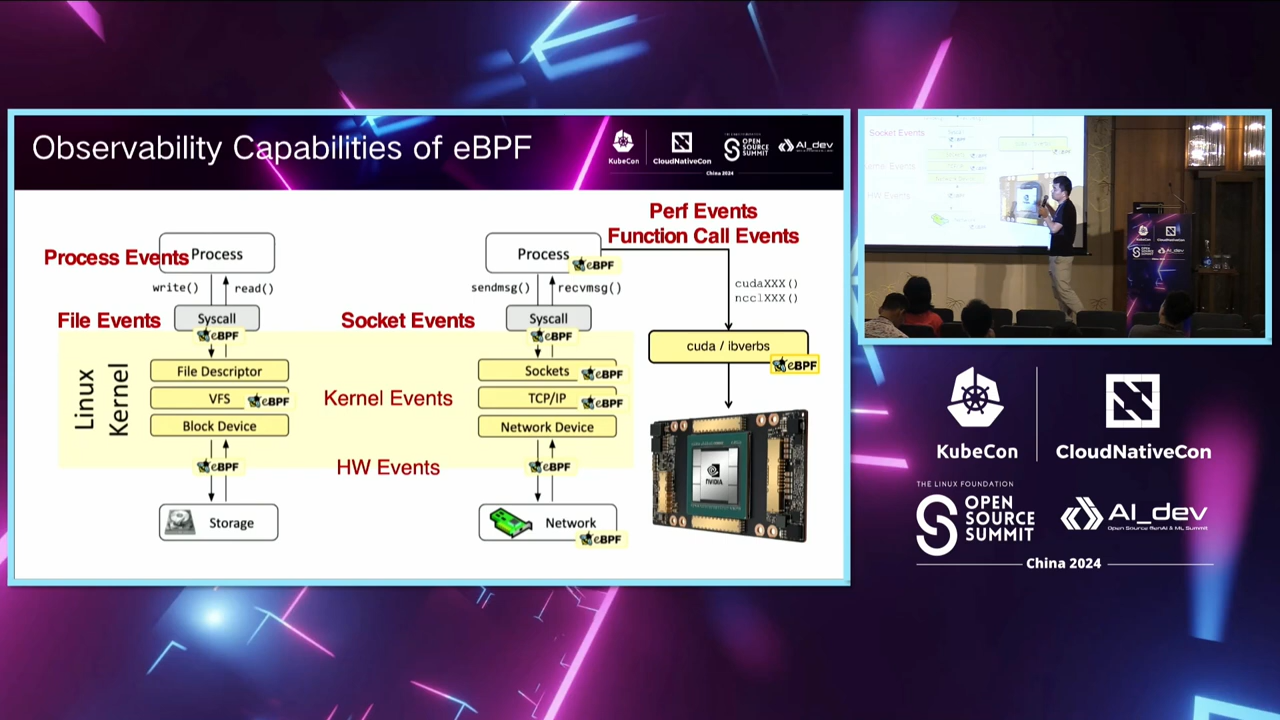 Observability Capabilities of eBPF
KubeCon
CloudNativeCon
THE LINUX FOUNDATION
OPEN
SOURCE
SUMMIT
AI_dev
China 2024
Perf Events
Function Call Events
Process Events
Process
write()
read()
File Events
Syscall
eBPF
Linux
Kernel
File Descriptor
VFS
eBPF
Block Device
eBPF
Storage
Process
eBPF
sendmsg()
recvmsg()
Socket Events
Syscall
eBPF
Sockets
eBPF
Kernel Events
TCP/IP
eBPF
Network Device
HW Events
eBPF
Network
eBPF
cudaXXX()
ncclXXX()
cuda / ibverbs
eBPF
NVIDIA
Socket Events
HW Events
KubeCon
CloudNativeCon
THE LINUX FOUNDATION
OPEN
SOURCE
SUMMIT
AI_dev
Open Source GenAI & ML Summit
China 2024